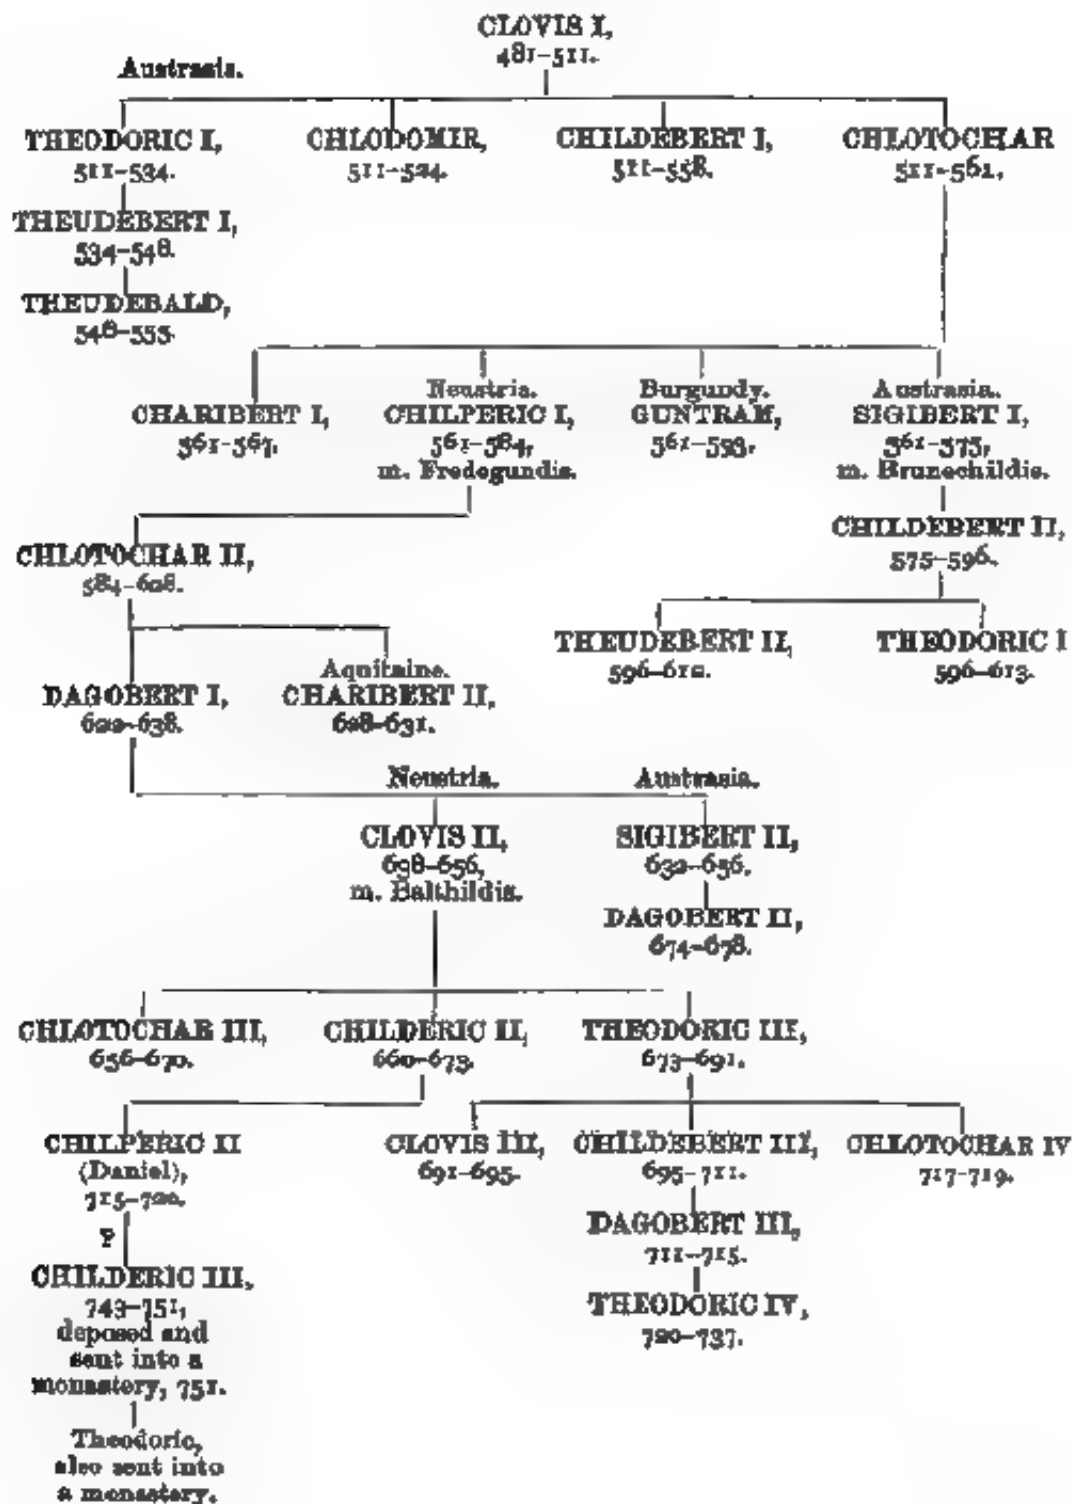 CLOVIS I,
481-511.
Austrasia.
THEODORIC I, CHLODOMIR, CHILDEBERT I, CHLOTOCHAR
511-534. 511-524. 511-558. 511-561,
THEUDEBERT I,
534-548.
THEUDEBALD,
548-555.
Neustria. Burgundy. Austrasia.
CHARIBERT I, CHILPERIC I, GUNTRAM, SIGIBERT I,
561-567, 561-584, 561-593, 561-575,
m. Fredegundis. m. Brunechildis.
CHILDEBERT II,
575-596.
CHLOTOCHAR II,
584-628.
THEUDEBERT II, THEODORIC I
596-612. 596-613.
Aquitaine.
DAGOBERT I, CHARIBERT II,
622-638. 628-631.
Neustria. Austrasia.
CLOVIS II, SIGIBERT II,
638-656, 632-656.
m. Balthildis.
DAGOBERT II,
674-678.
CHLOTOCHAR III, CHILDERIC II, THEODORIC III,
656-670. 660-673. 673-691.
CHILPERIC II CLOVIS III, CHILDEBERT III, CHLOTOCHAR IV
(Daniel), 691-695. 695-711. 717-719.
715-720.
DAGOBERT III,
711-715.
?
CHILDERIC III, THEODORIC IV,
743-751, 720-737.
deposed and
sent into a
monastery, 751.
Theodoric,
also sent into
a monastery.